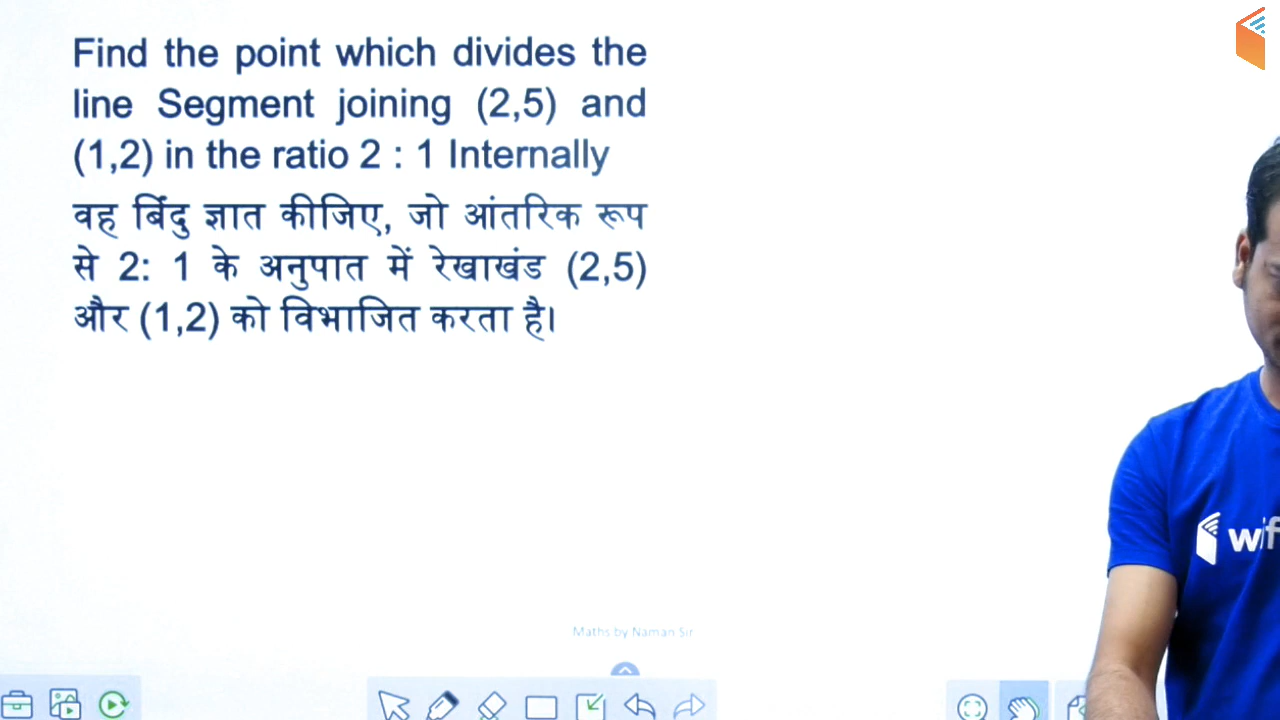 Find the point which divides the
line Segment joining (2,5) and
(1,2) in the ratio 2 : 1 Internally
वह बिंदु ज्ञात कीजिए, जो आंतरिक रूप
से 2: 1 के अनुपात में रेखाखंड (2,5)
और (1,2) को विभाजित करता है।
wif
Maths by Naman Sir